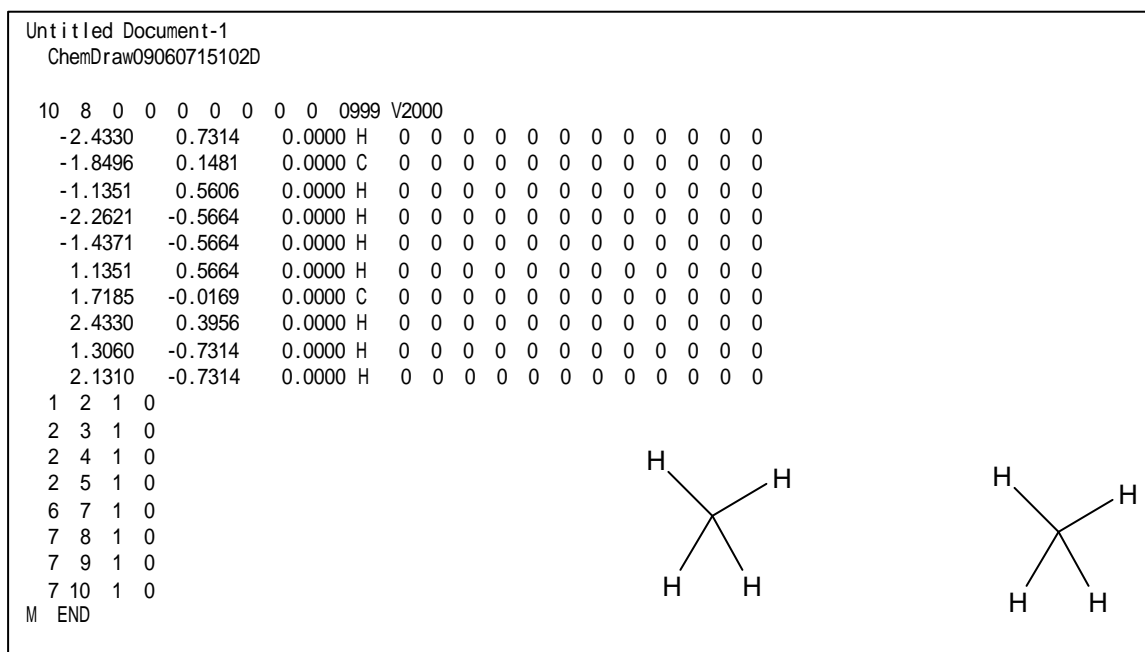 Untitled Document-1
ChemDraw09060715102D
10 8 0 0 0 0 0 0 0 0999 V2000
-2.4330 0.7314 0.0000 H 0 0 0 0 0 0 0 0 0 0 0 0
-1.8496 0.1481 0.0000 C 0 0 0 0 0 0 0 0 0 0 0 0
-1.1351 0.5606 0.0000 H 0 0 0 0 0 0 0 0 0 0 0 0
-2.2621 -0.5664 0.0000 H 0 0 0 0 0 0 0 0 0 0 0 0
-1.4371 -0.5664 0.0000 H 0 0 0 0 0 0 0 0 0 0 0 0
1.1351 0.5664 0.0000 H 0 0 0 0 0 0 0 0 0 0 0 0
1.7185 -0.0169 0.0000 C 0 0 0 0 0 0 0 0 0 0 0 0
2.4330 0.3956 0.0000 H 0 0 0 0 0 0 0 0 0 0 0 0
1.3060 -0.7314 0.0000 H 0 0 0 0 0 0 0 0 0 0 0 0
2.1310 -0.7314 0.0000 H 0 0 0 0 0 0 0 0 0 0 0 0
1 2 1 0
2 3 1 0
2 4 1 0
2 5 1 0
6 7 1 0
7 8 1 0
7 9 1 0
7 10 1 0
M END
H H
H H
H H
H H